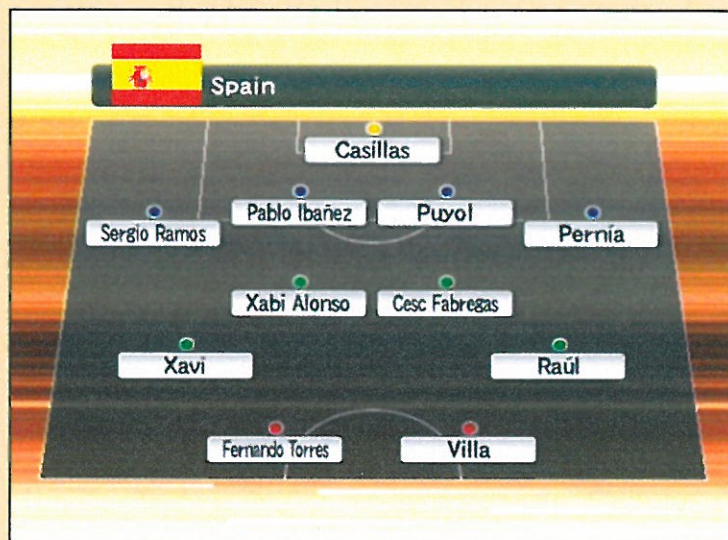 Spain
Casillas
Pablo Ibañez
Puyol
Sergio Ramos
Pernía
Xabi Alonso
Cesc Fabregas
Xavi
Raúl
Fernando Torres
Villa